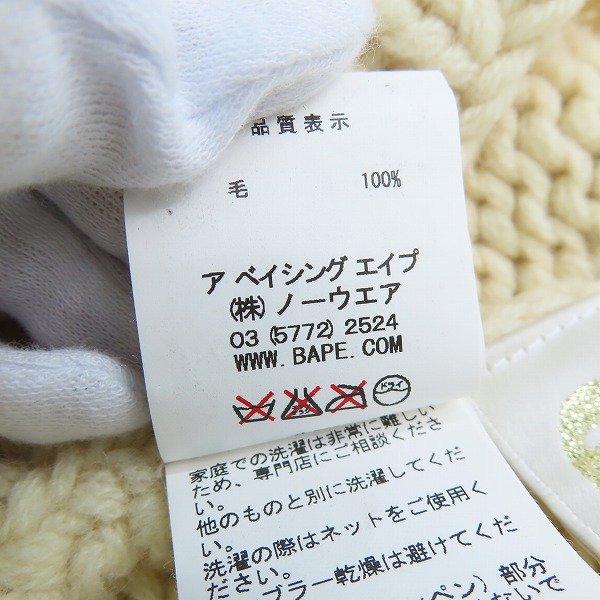 品質表示
毛 100%
ア ベイシング エイプ
(株) ノーウエア
03 (5772) 2524
WWW. BAPE. COM
ドライ
家庭での洗濯は非常に難しい
ため、専門店にご相談くださ
い。
他のものと別に洗濯してくだ
さい。
洗濯の際はネットをご使用く
ださい。
ブラー乾燥は避けてくだ
ペン) 部分
ないで